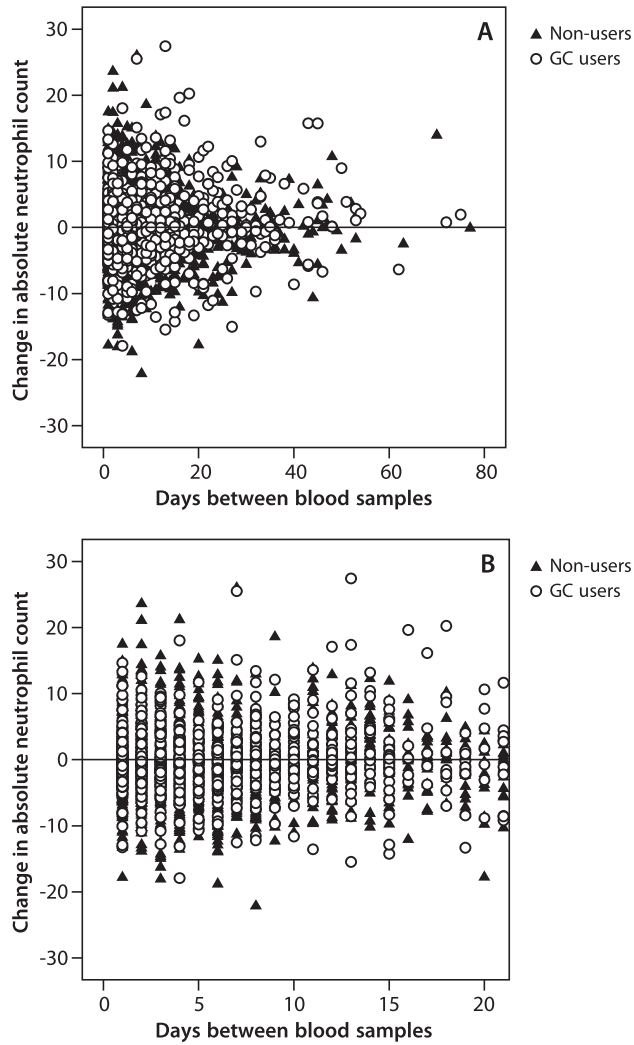 A
Non-users
GC users
Change in absolute neutrophil count
30
20
10
0
-10
-20
-30
0 20 40 60 80
Days between blood samples
B
Non-users
GC users
Change in absolute neutrophil count
30
20
10
0
-10
-20
-30
0 5 10 15 20
Days between blood samples